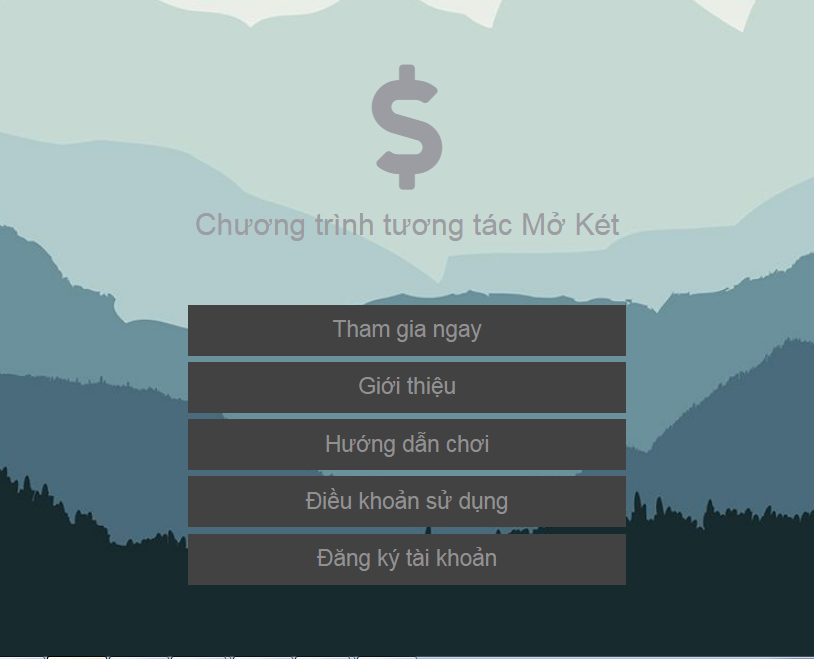 $
Chương trình tương tác Mở Két
Tham gia ngay
Giới thiệu
Hướng dẫn chơi
Điều khoản sử dụng
Đăng ký tài khoản